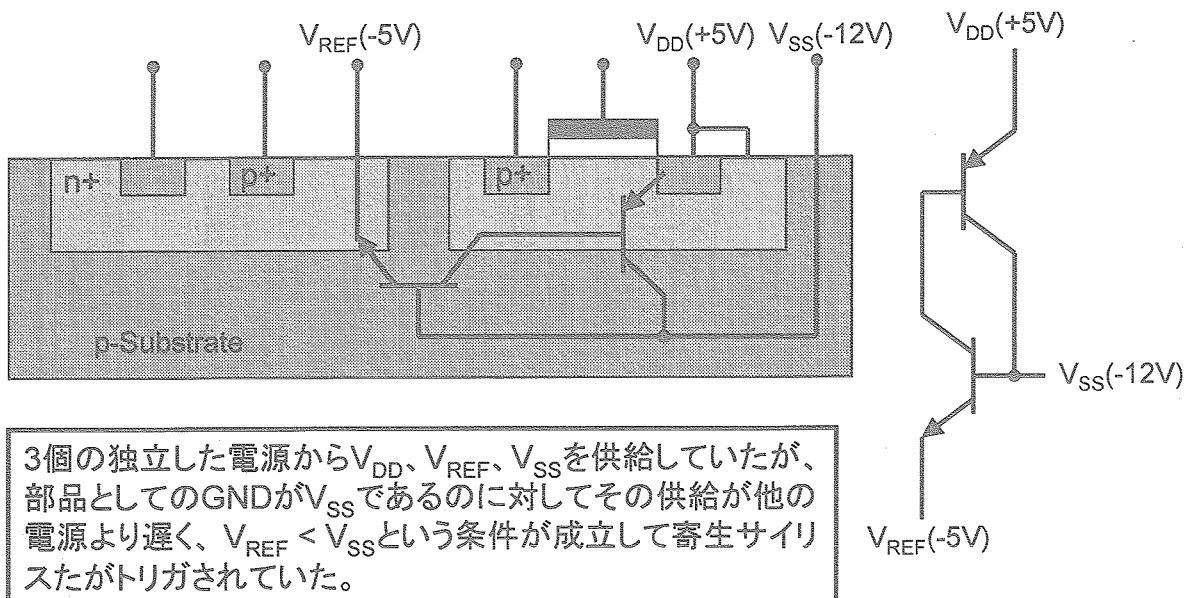 V_REF(-5V) V_DD(+5V) V_SS(-12V)
V_DD(+5V)
n+ p+ p+
p-Substrate
V_SS(-12V)
V_REF(-5V)
3個の独立した電源からV_DD、V_REF、V_SSを供給していたが、
部品としてのGNDがV_SSであるのに対してその供給が他の
電源より遅く、V_REF < V_SSという条件が成立して寄生サイリ
スたがトリガされていた。